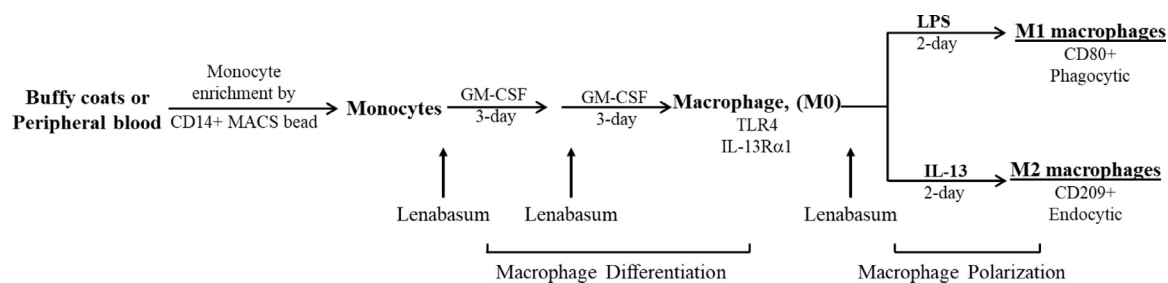 Buffy coats or
Peripheral blood
Monocyte
enrichment by
CD14+ MACS bead
Monocytes
GM-CSF
3-day
GM-CSF
3-day
Macrophage, (M0)
TLR4
IL-13Rα1
LPS
2-day
M1 macrophages
CD80+
Phagocytic
IL-13
2-day
M2 macrophages
CD209+
Endocytic
Lenabasum
Lenabasum
Lenabasum
Macrophage Differentiation
Macrophage Polarization